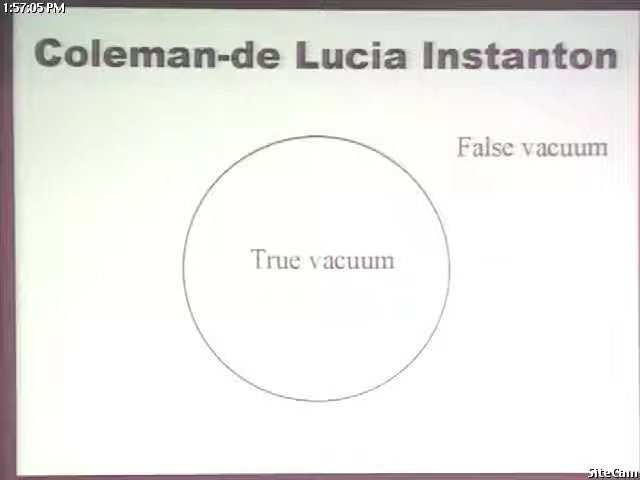 1:57:05 PM
Coleman-de Lucia Instanton
False vacuum
True vacuum
SiteCam